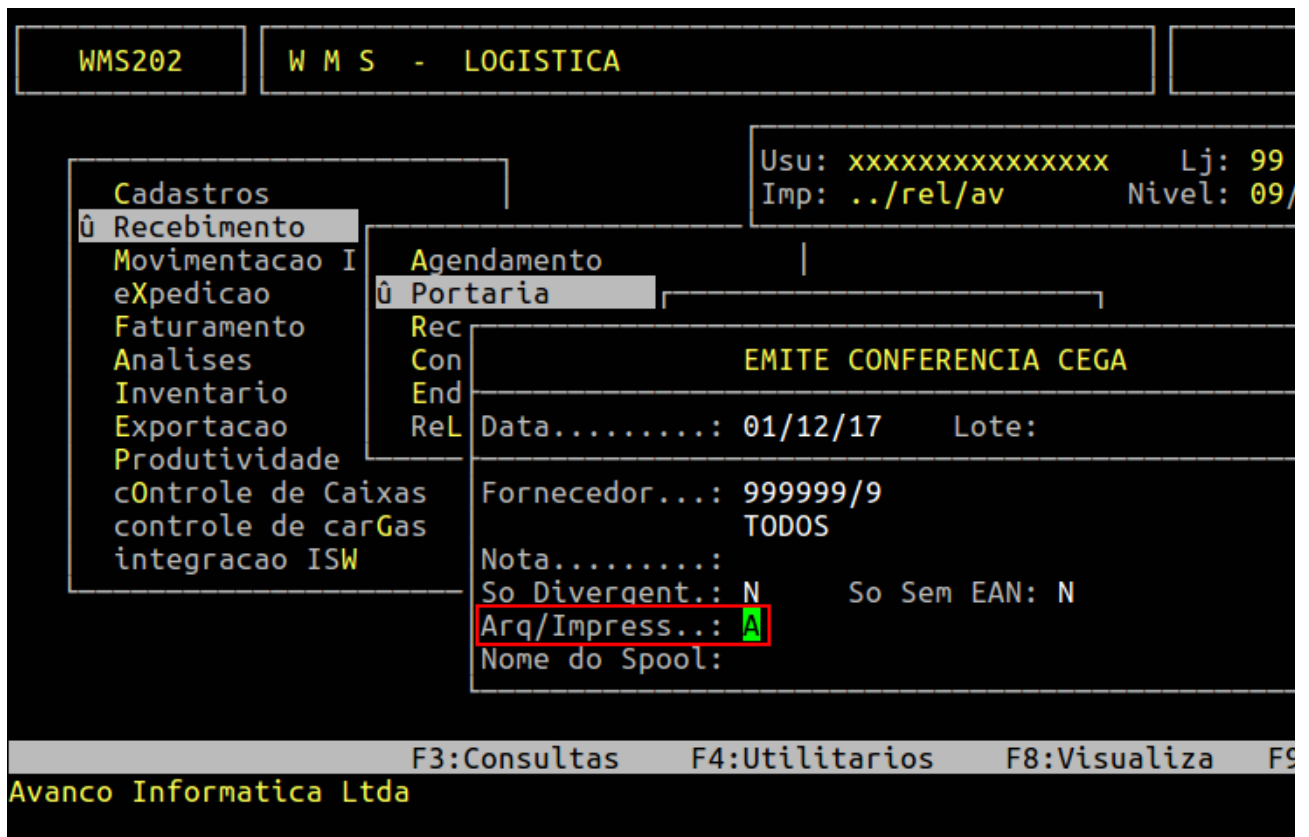 WMS202 W M S - LOGISTICA
Usu: xxxxxxxxxxxxxxx Lj: 99
Cadastros Imp: ../rel/av Nivel: 09/
û Recebimento
Movimentacao I Agendamento
eXpedicao û Portaria
Faturamento Rec
Analises Con EMITE CONFERENCIA CEGA
Inventario End
Exportacao ReL Data.........: 01/12/17 Lote:
Produtividade
cOntrole de Caixas Fornecedor...: 999999/9
controle de carGas TODOS
integracao ISW Nota.........:
So Divergent.: N So Sem EAN: N
Arq/Impress..: A
Nome do Spool:
F3:Consultas F4:Utilitarios F8:Visualiza F9
Avanco Informatica Ltda